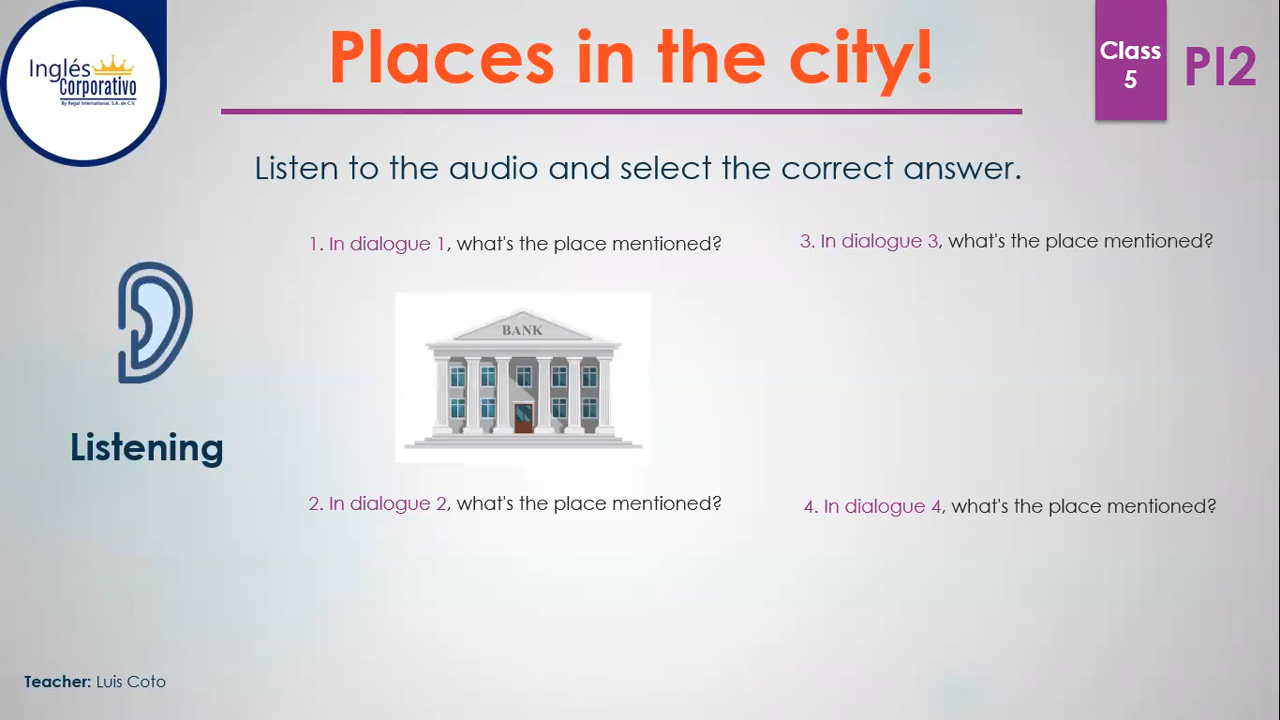 Inglés
Corporativo
By Regal International, S.A. de C.V.
Places in the city!
Class
5
PI2
Listen to the audio and select the correct answer.
1. In dialogue 1, what's the place mentioned?
3. In dialogue 3, what's the place mentioned?
BANK
Listening
2. In dialogue 2, what's the place mentioned?
4. In dialogue 4, what's the place mentioned?
Teacher: Luis Coto